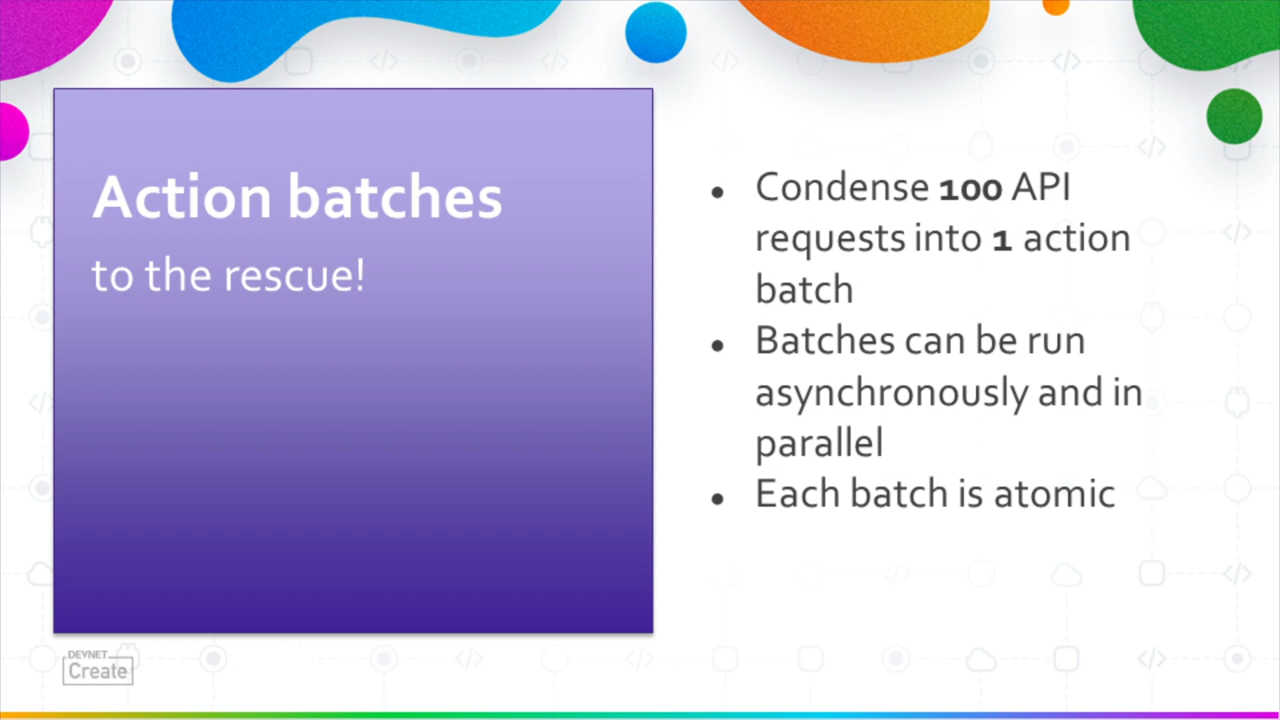 Action batches
to the rescue!
• Condense 100 API
requests into 1 action
batch
• Batches can be run
asynchronously and in
parallel
• Each batch is atomic
DEVNET
Create